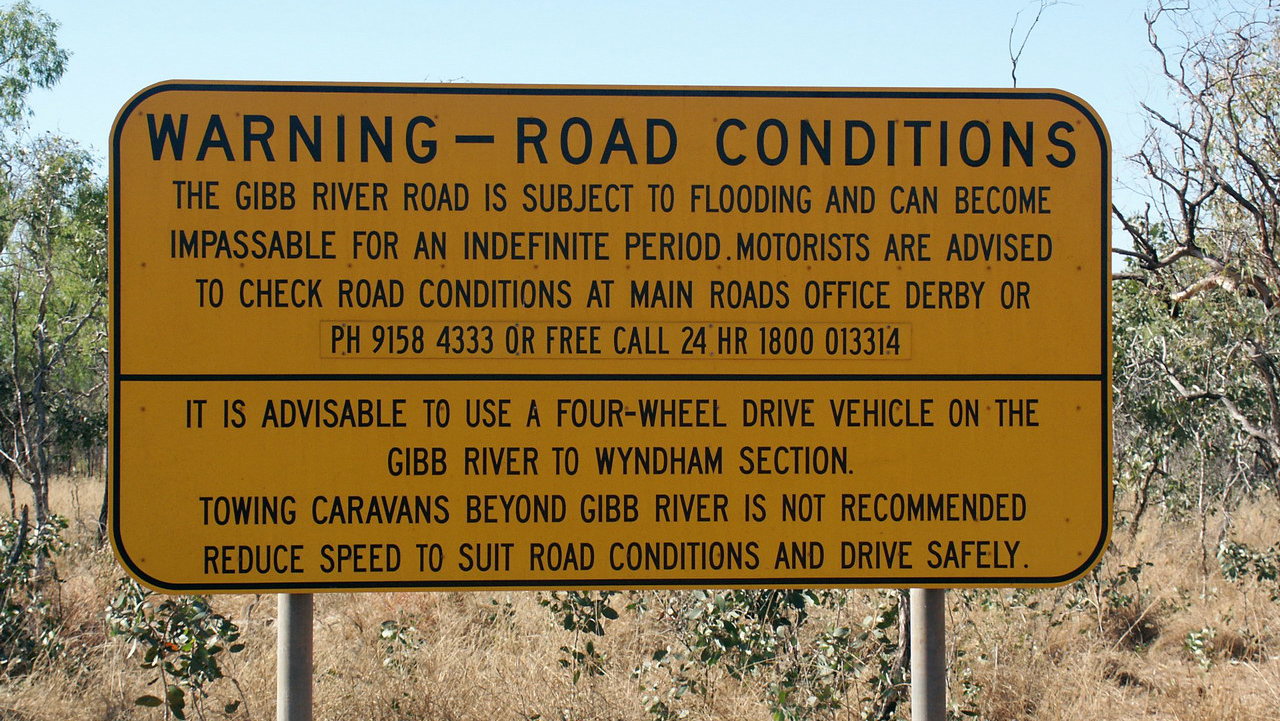 WARNING – ROAD CONDITIONS
THE GIBB RIVER ROAD IS SUBJECT TO FLOODING AND CAN BECOME
IMPASSABLE FOR AN INDEFINITE PERIOD. MOTORISTS ARE ADVISED
TO CHECK ROAD CONDITIONS AT MAIN ROADS OFFICE DERBY OR
PH 9158 4333 OR FREE CALL 24 HR 1800 013314
IT IS ADVISABLE TO USE A FOUR-WHEEL DRIVE VEHICLE ON THE
GIBB RIVER TO WYNDHAM SECTION.
TOWING CARAVANS BEYOND GIBB RIVER IS NOT RECOMMENDED
REDUCE SPEED TO SUIT ROAD CONDITIONS AND DRIVE SAFELY.